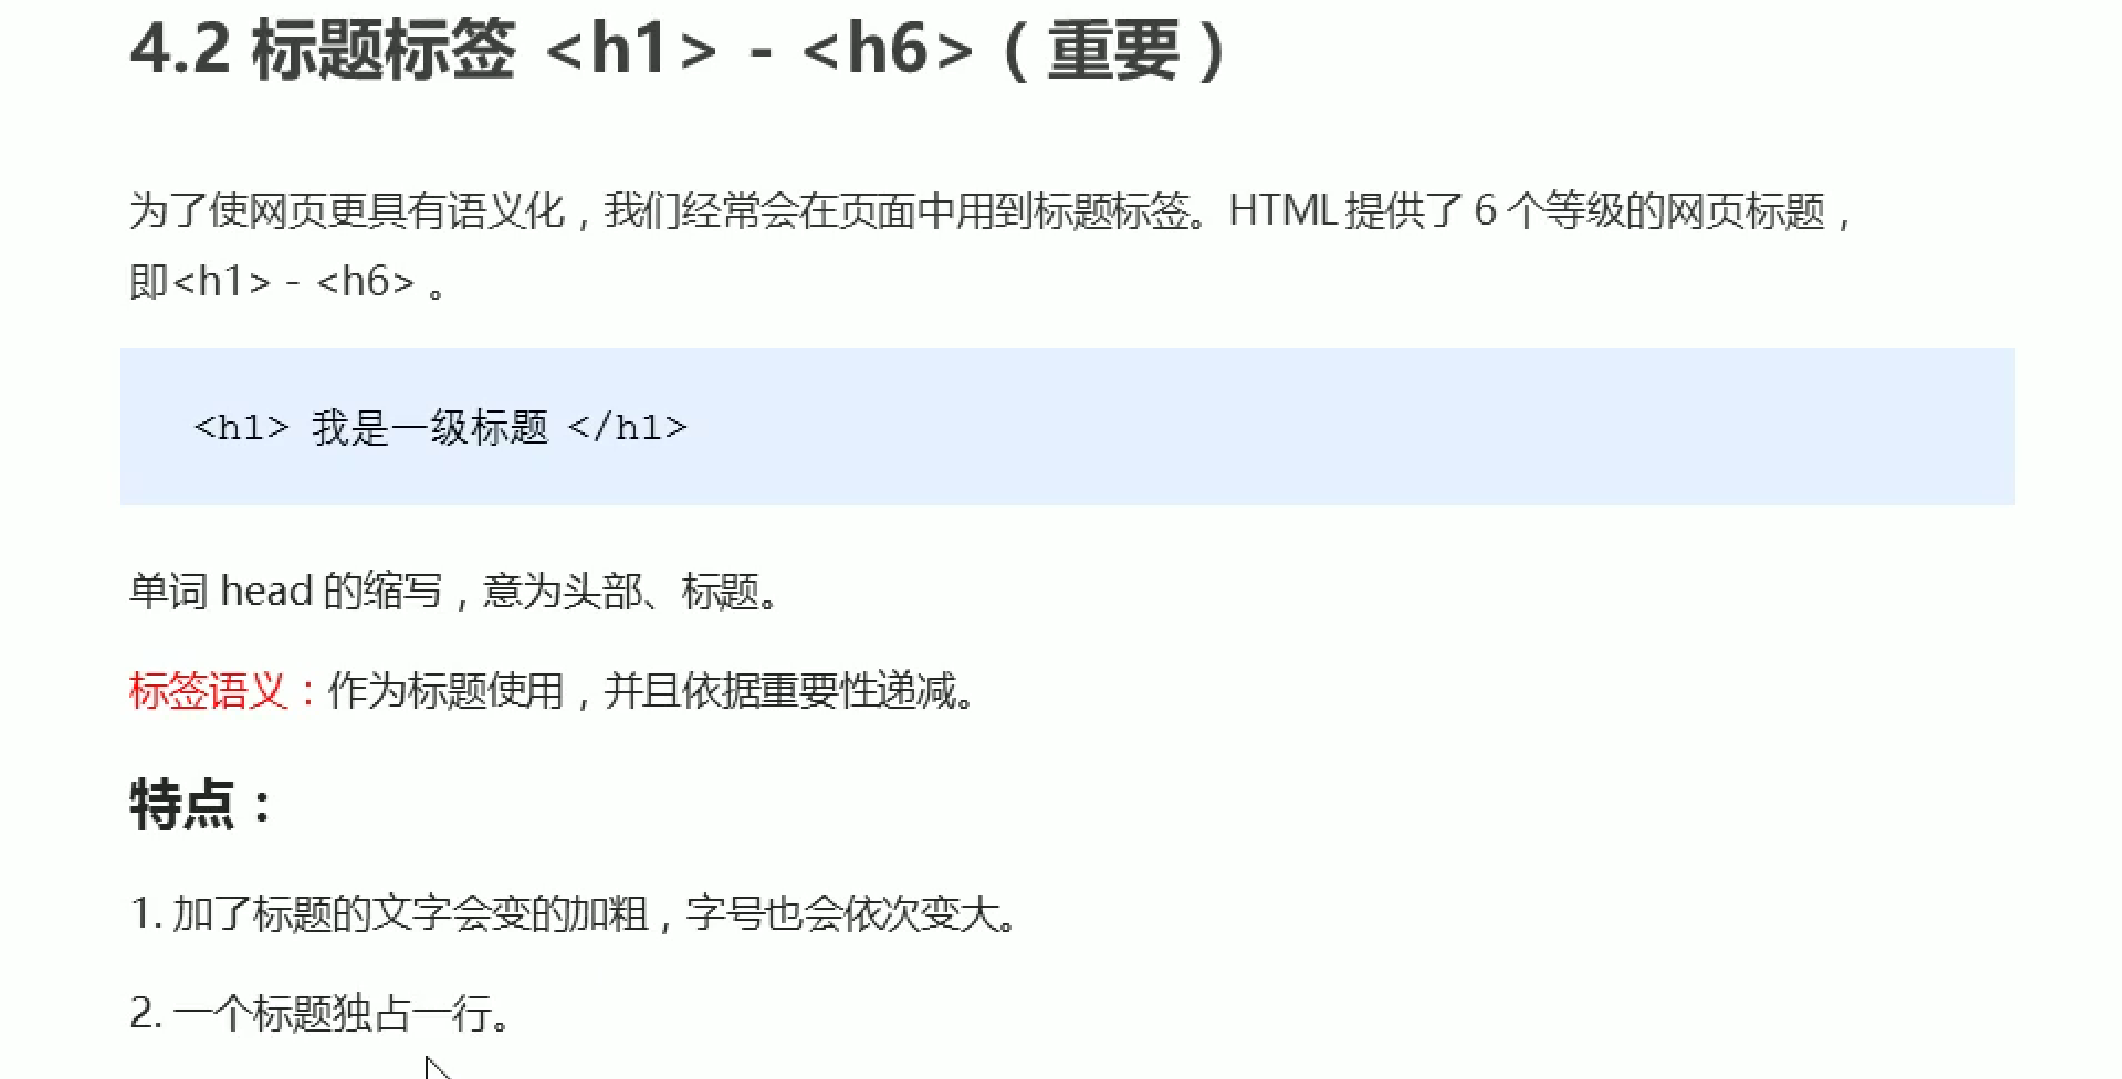 4.2 标题标签 <h1> - <h6>（重要）
为了使网页更具有语义化，我们经常会在页面中用到标题标签。HTML提供了 6 个等级的网页标题，
即<h1> - <h6> 。
<h1> 我是一级标题 </h1>
单词 head 的缩写，意为头部、标题。
标签语义：作为标题使用，并且依据重要性递减。
特点：
1. 加了标题的文字会变的加粗，字号也会依次变大。
2. 一个标题独占一行。